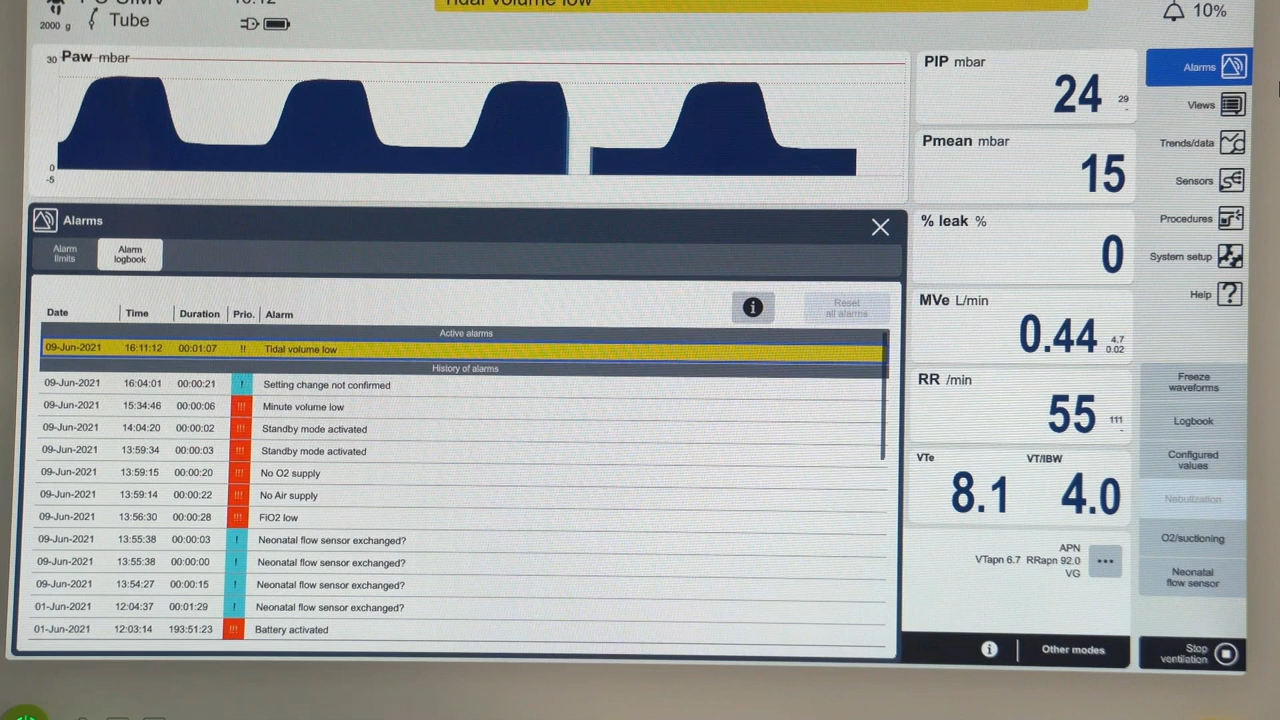 Tidal volume low
2000 g
Tube
10%
Paw mbar
30
0
-5
PIP mbar
24
29
-
Pmean mbar
15
% leak %
0
MVe L/min
0.44
4.7
0.02
RR /min
55
111
-
VTe VT/IBW
8.1 4.0
APN
VTapn 6.7 RRapn 92.0
VG
Other modes
Alarms
Views
Trends/data
Sensors
Procedures
System setup
Help
Freeze
waveforms
Logbook
Configured
values
Nebulization
O2/suctioning
Neonatal
flow sensor
Stop
ventilation
Alarms
Alarm
limits
Alarm
logbook
Reset
all alarms
Date Time Duration Prio. Alarm
Active alarms
09-Jun-2021 16:11:12 00:01:07 !! Tidal volume low
History of alarms
09-Jun-2021 16:04:01 00:00:21 ! Setting change not confirmed
09-Jun-2021 15:34:46 00:00:06 !!! Minute volume low
09-Jun-2021 14:04:20 00:00:02 !!! Standby mode activated
09-Jun-2021 13:59:34 00:00:03 !!! Standby mode activated
09-Jun-2021 13:59:15 00:00:20 !!! No O2 supply
09-Jun-2021 13:59:14 00:00:22 !!! No Air supply
09-Jun-2021 13:56:30 00:00:28 !!! FiO2 low
09-Jun-2021 13:55:38 00:00:03 ! Neonatal flow sensor exchanged?
09-Jun-2021 13:55:38 00:00:00 ! Neonatal flow sensor exchanged?
09-Jun-2021 13:54:27 00:00:15 ! Neonatal flow sensor exchanged?
01-Jun-2021 12:04:37 00:01:29 ! Neonatal flow sensor exchanged?
01-Jun-2021 12:03:14 193:51:23 !!! Battery activated